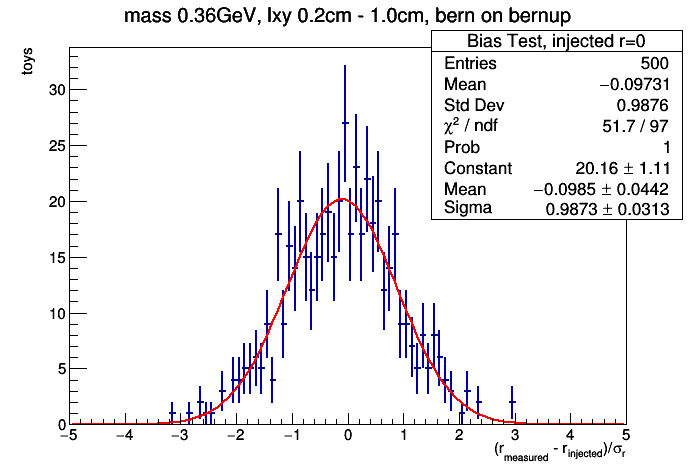 mass 0.36GeV, lxy 0.2cm - 1.0cm, bern on bernup
toys
Bias Test, injected r=0
Entries 500
Mean −0.09731
Std Dev 0.9876
χ² / ndf 51.7 / 97
Prob 1
Constant 20.16 ± 1.11
Mean −0.0985 ± 0.0442
Sigma 0.9873 ± 0.0313
30
25
20
15
10
5
0
−5 −4 −3 −2 −1 0 1 2 3 4 5
(r_measured - r_injected)/σ_r